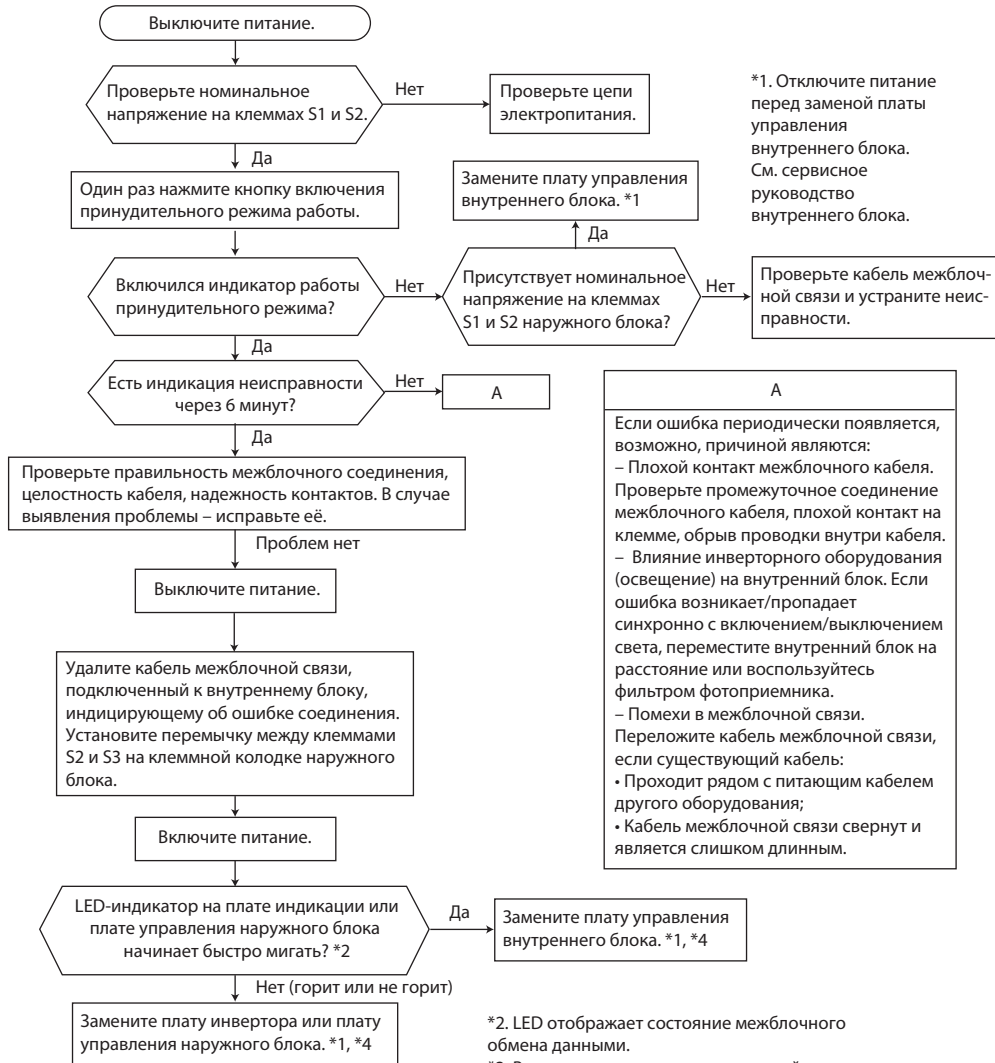 Выключите питание.
Проверьте номинальное
напряжение на клеммах S1 и S2.
Нет
Проверьте цепи
электропитания.
*1. Отключите питание
перед заменой платы
управления
внутреннего блока.
См. сервисное
руководство
внутреннего блока.
Да
Один раз нажмите кнопку включения
принудительного режима работы.
Замените плату управления
внутреннего блока. *1
Да
Включился индикатор работы
принудительного режима?
Нет
Присутствует номинальное
напряжение на клеммах
S1 и S2 наружного блока?
Нет
Проверьте кабель межблоч-
ной связи и устраните неис-
правности.
Да
Есть индикация неисправности
через 6 минут?
Нет
А
Да
Проверьте правильность межблочного соединения,
целостность кабеля, надежность контактов. В случае
выявления проблемы – исправьте её.
Проблем нет
Выключите питание.
Удалите кабель межблочной связи,
подключенный к внутреннему блоку,
индицирующему об ошибке соединения.
Установите перемычку между клеммами
S2 и S3 на клеммной колодке наружного
блока.
Включите питание.
LED-индикатор на плате индикации или
плате управления наружного блока
начинает быстро мигать? *2
Да
Замените плату управления
внутреннего блока. *1, *4
Нет (горит или не горит)
Замените плату инвертора или плату
управления наружного блока. *1, *4
А
Если ошибка периодически появляется,
возможно, причиной являются:
– Плохой контакт межблочного кабеля.
Проверьте промежуточное соединение
межблочного кабеля, плохой контакт на
клемме, обрыв проводки внутри кабеля.
– Влияние инверторного оборудования
(освещение) на внутренний блок. Если
ошибка возникает/пропадает
синхронно с включением/выключением
света, переместите внутренний блок на
расстояние или воспользуйтесь
фильтром фотоприемника.
– Помехи в межблочной связи.
Переложите кабель межблочной связи,
если существующий кабель:
• Проходит рядом с питающим кабелем
другого оборудования;
• Кабель межблочной связи свернут и
является слишком длинным.
*2. LED отображает состояние межблочного
обмена данными.